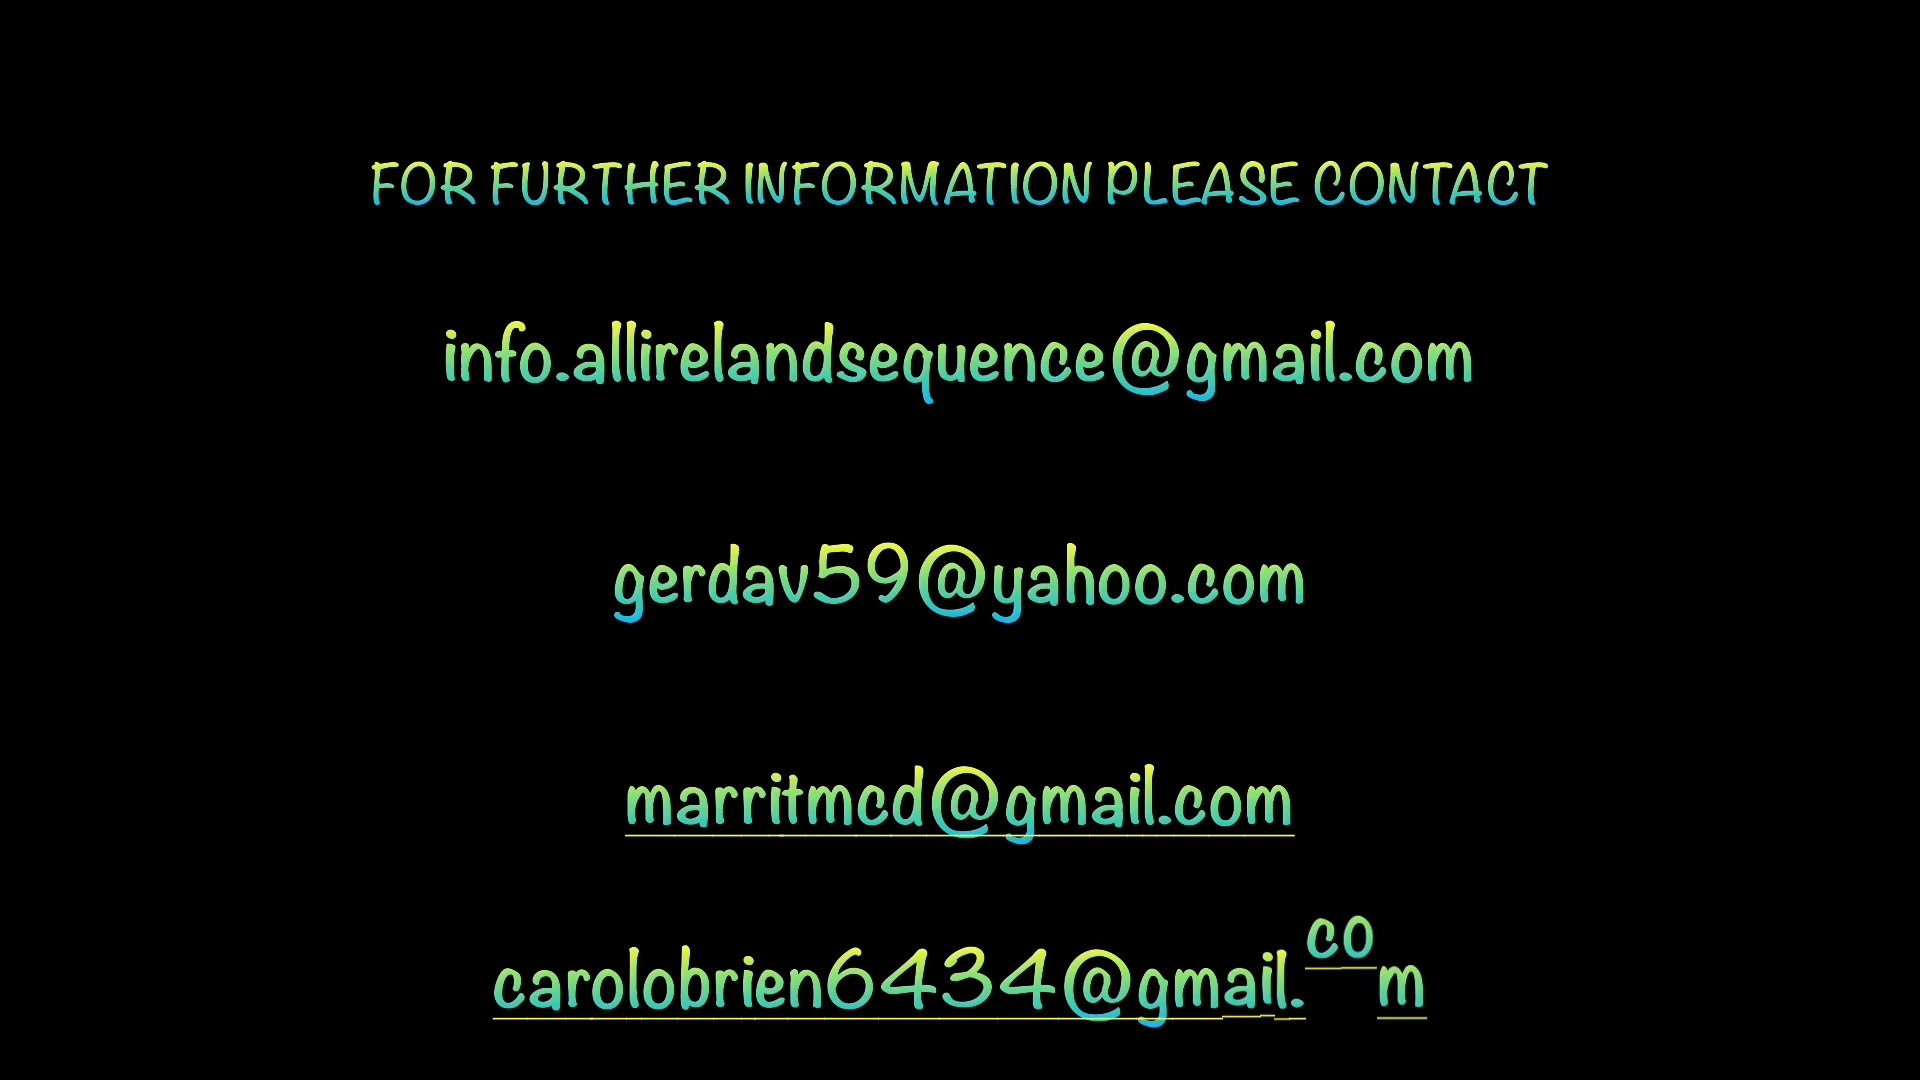 FOR FURTHER INFORMATION PLEASE CONTACT
info.allirelandsequence@gmail.com
gerdav59@yahoo.com
marritmcd@gmail.com
carolobrien6434@gmail.com